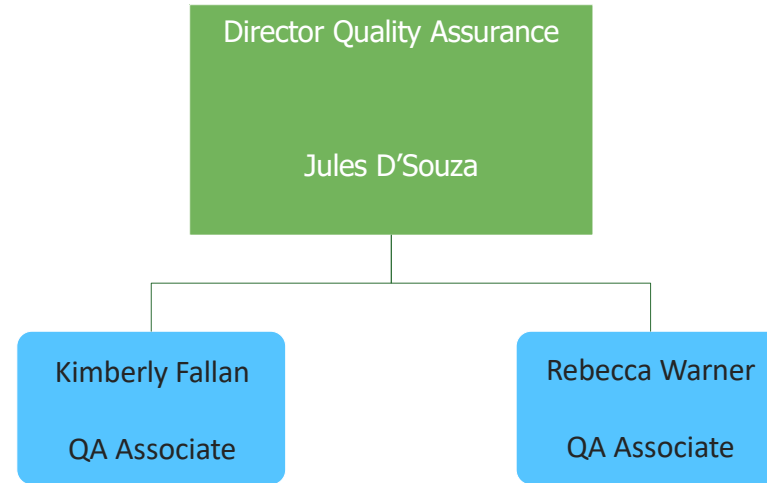 Director Quality Assurance
Jules D’Souza
Kimberly Fallan
QA Associate
Rebecca Warner
QA Associate